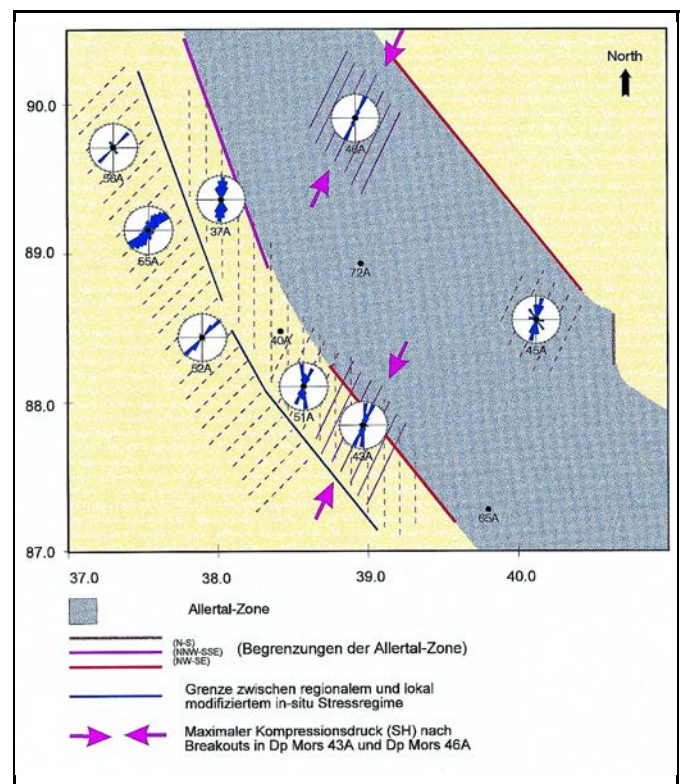 North
90.0
46A
56A
37A
55A
89.0
72A
45A
40A
52A
51A
88.0
43A
65A
87.0
37.0 38.0 39.0 40.0
Allertal-Zone
(N-S)
(NNW-SSE) (Begrenzungen der Allertal-Zone)
(NW-SE)
Grenze zwischen regionalem und lokal
modifiziertem in-situ Stressregime
Maximaler Kompressionsdruck (SH) nach
Breakouts in Dp Mors 43A und Dp Mors 46A